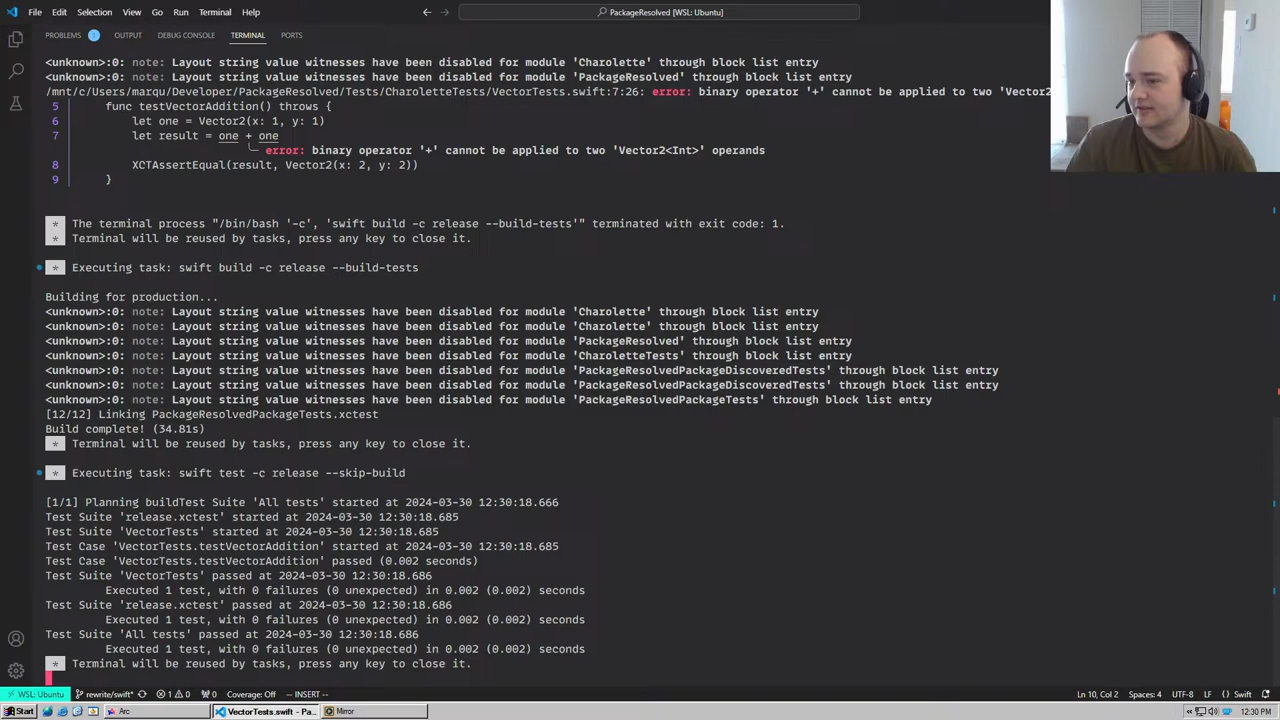 File Edit Selection View Go Run Terminal Help
PackageResolved [WSL: Ubuntu]
PROBLEMS 1 OUTPUT DEBUG CONSOLE TERMINAL PORTS
<unknown>:0: note: Layout string value witnesses have been disabled for module 'Charolette' through block list entry
<unknown>:0: note: Layout string value witnesses have been disabled for module 'PackageResolved' through block list entry
/mnt/c/Users/marqu/Developer/PackageResolved/Tests/CharoletteTests/VectorTests.swift:7:26: error: binary operator '+' cannot be applied to two 'Vector2
5 func testVectorAddition() throws {
6 let one = Vector2(x: 1, y: 1)
7 let result = one + one
error: binary operator '+' cannot be applied to two 'Vector2<Int>' operands
8 XCTAssertEqual(result, Vector2(x: 2, y: 2))
9 }
* The terminal process "/bin/bash '-c', 'swift build -c release --build-tests'" terminated with exit code: 1.
* Terminal will be reused by tasks, press any key to close it.
* Executing task: swift build -c release --build-tests
Building for production...
<unknown>:0: note: Layout string value witnesses have been disabled for module 'Charolette' through block list entry
<unknown>:0: note: Layout string value witnesses have been disabled for module 'Charolette' through block list entry
<unknown>:0: note: Layout string value witnesses have been disabled for module 'PackageResolved' through block list entry
<unknown>:0: note: Layout string value witnesses have been disabled for module 'CharoletteTests' through block list entry
<unknown>:0: note: Layout string value witnesses have been disabled for module 'PackageResolvedPackageDiscoveredTests' through block list entry
<unknown>:0: note: Layout string value witnesses have been disabled for module 'PackageResolvedPackageDiscoveredTests' through block list entry
<unknown>:0: note: Layout string value witnesses have been disabled for module 'PackageResolvedPackageTests' through block list entry
[12/12] Linking PackageResolvedPackageTests.xctest
Build complete! (34.81s)
* Terminal will be reused by tasks, press any key to close it.
* Executing task: swift test -c release --skip-build
[1/1] Planning buildTest Suite 'All tests' started at 2024-03-30 12:30:18.666
Test Suite 'release.xctest' started at 2024-03-30 12:30:18.685
Test Suite 'VectorTests' started at 2024-03-30 12:30:18.685
Test Case 'VectorTests.testVectorAddition' started at 2024-03-30 12:30:18.685
Test Case 'VectorTests.testVectorAddition' passed (0.002 seconds)
Test Suite 'VectorTests' passed at 2024-03-30 12:30:18.686
Executed 1 test, with 0 failures (0 unexpected) in 0.002 (0.002) seconds
Test Suite 'release.xctest' passed at 2024-03-30 12:30:18.686
Executed 1 test, with 0 failures (0 unexpected) in 0.002 (0.002) seconds
Test Suite 'All tests' passed at 2024-03-30 12:30:18.686
Executed 1 test, with 0 failures (0 unexpected) in 0.002 (0.002) seconds
* Terminal will be reused by tasks, press any key to close it.
WSL: Ubuntu rewrite/swift* 1 0 0 Coverage: Off -- INSERT -- Ln 10, Col 2 Spaces: 4 UTF-8 LF {} Swift
Start Arc VectorTests.swift - Pa... Mirror 12:30 PM